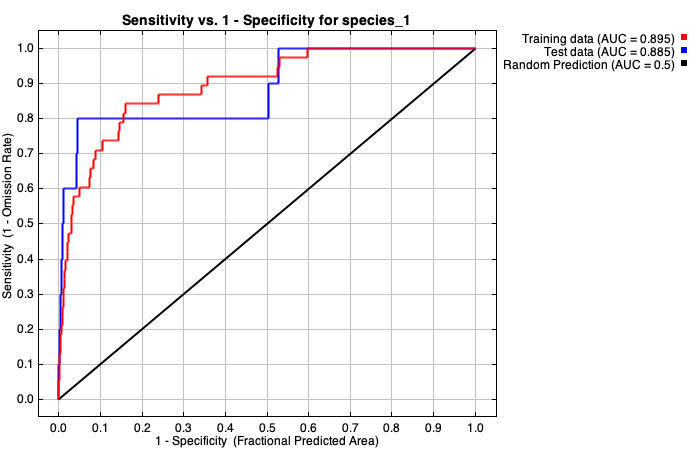 Sensitivity vs. 1 - Specificity for species_1
Training data (AUC = 0.895)
Test data (AUC = 0.885)
Random Prediction (AUC = 0.5)
Sensitivity (1 - Omission Rate)
1.0
0.9
0.8
0.7
0.6
0.5
0.4
0.3
0.2
0.1
0.0
0.0 0.1 0.2 0.3 0.4 0.5 0.6 0.7 0.8 0.9 1.0
1 - Specificity (Fractional Predicted Area)